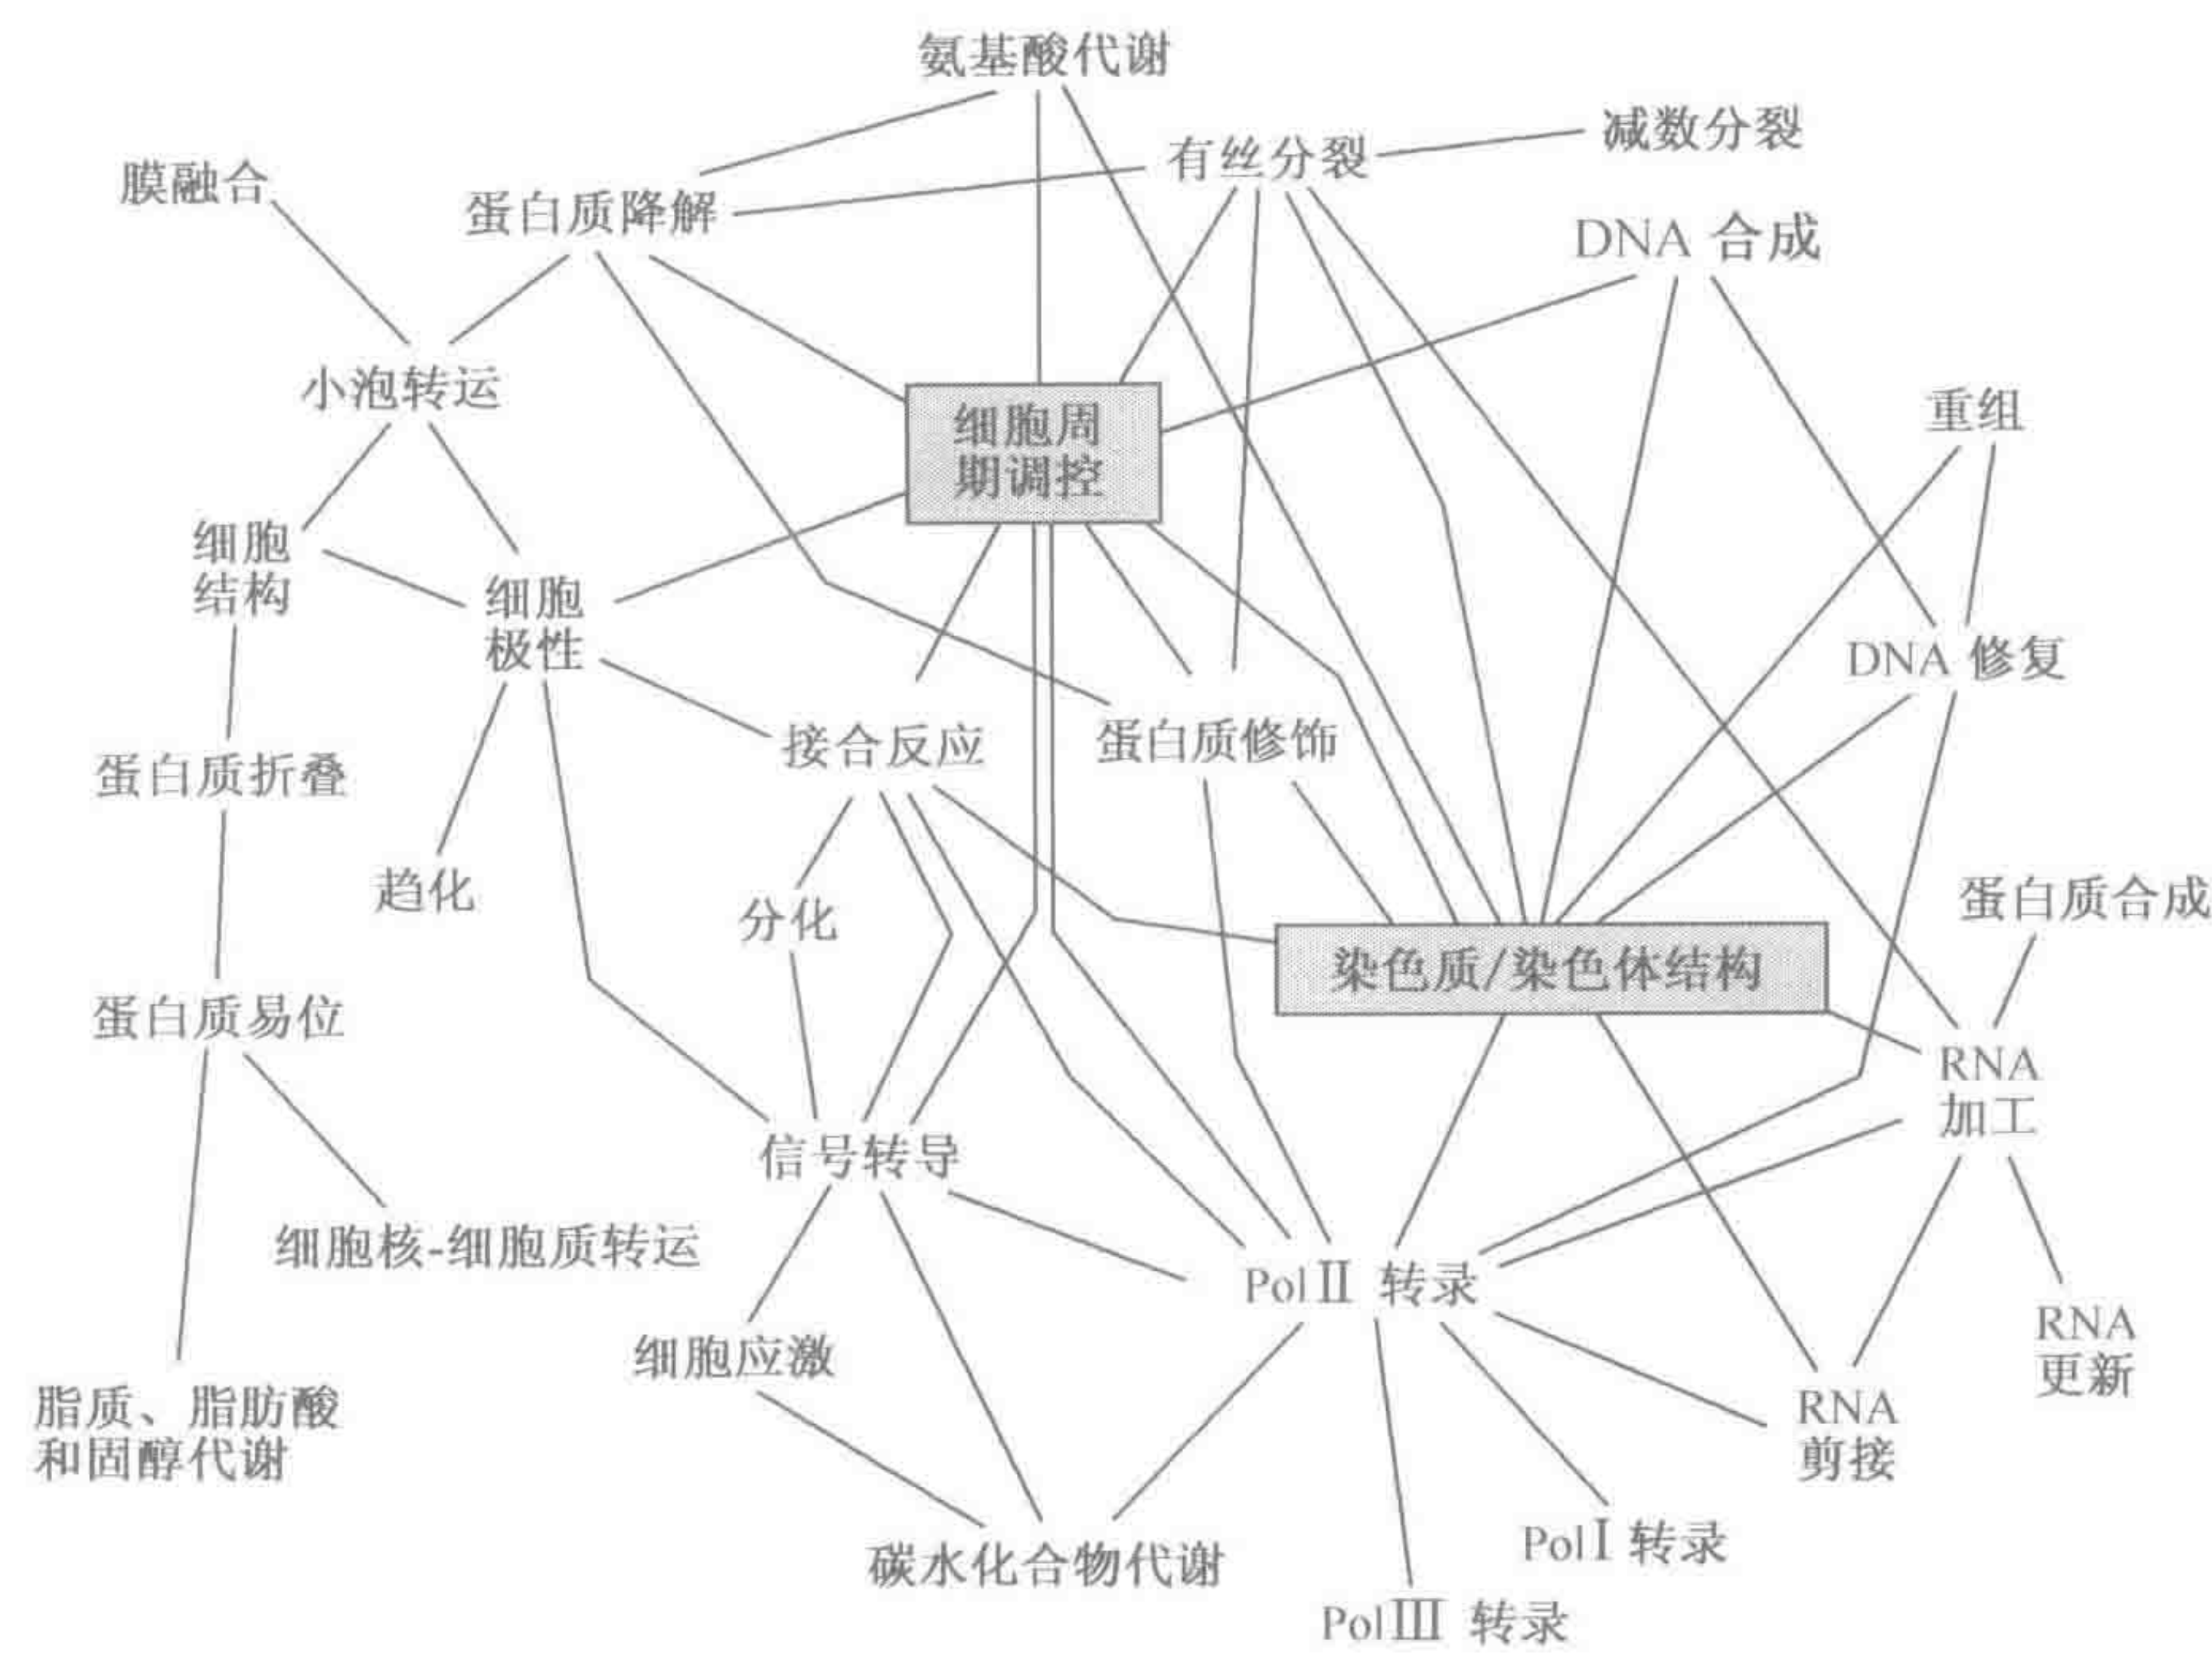 氨基酸代谢
减数分裂
有丝分裂
膜融合
蛋白质降解
DNA 合成
小泡转运
细胞周
期调控
重组
细胞
结构
细胞
极性
DNA 修复
接合反应
蛋白质修饰
蛋白质折叠
趋化
分化
蛋白质合成
染色质/染色体结构
蛋白质易位
RNA
加工
信号转导
细胞核-细胞质转运
PolⅡ 转录
细胞应激
RNA
更新
脂质、脂肪酸
和固醇代谢
RNA
剪接
碳水化合物代谢
PolⅠ 转录
PolⅢ 转录